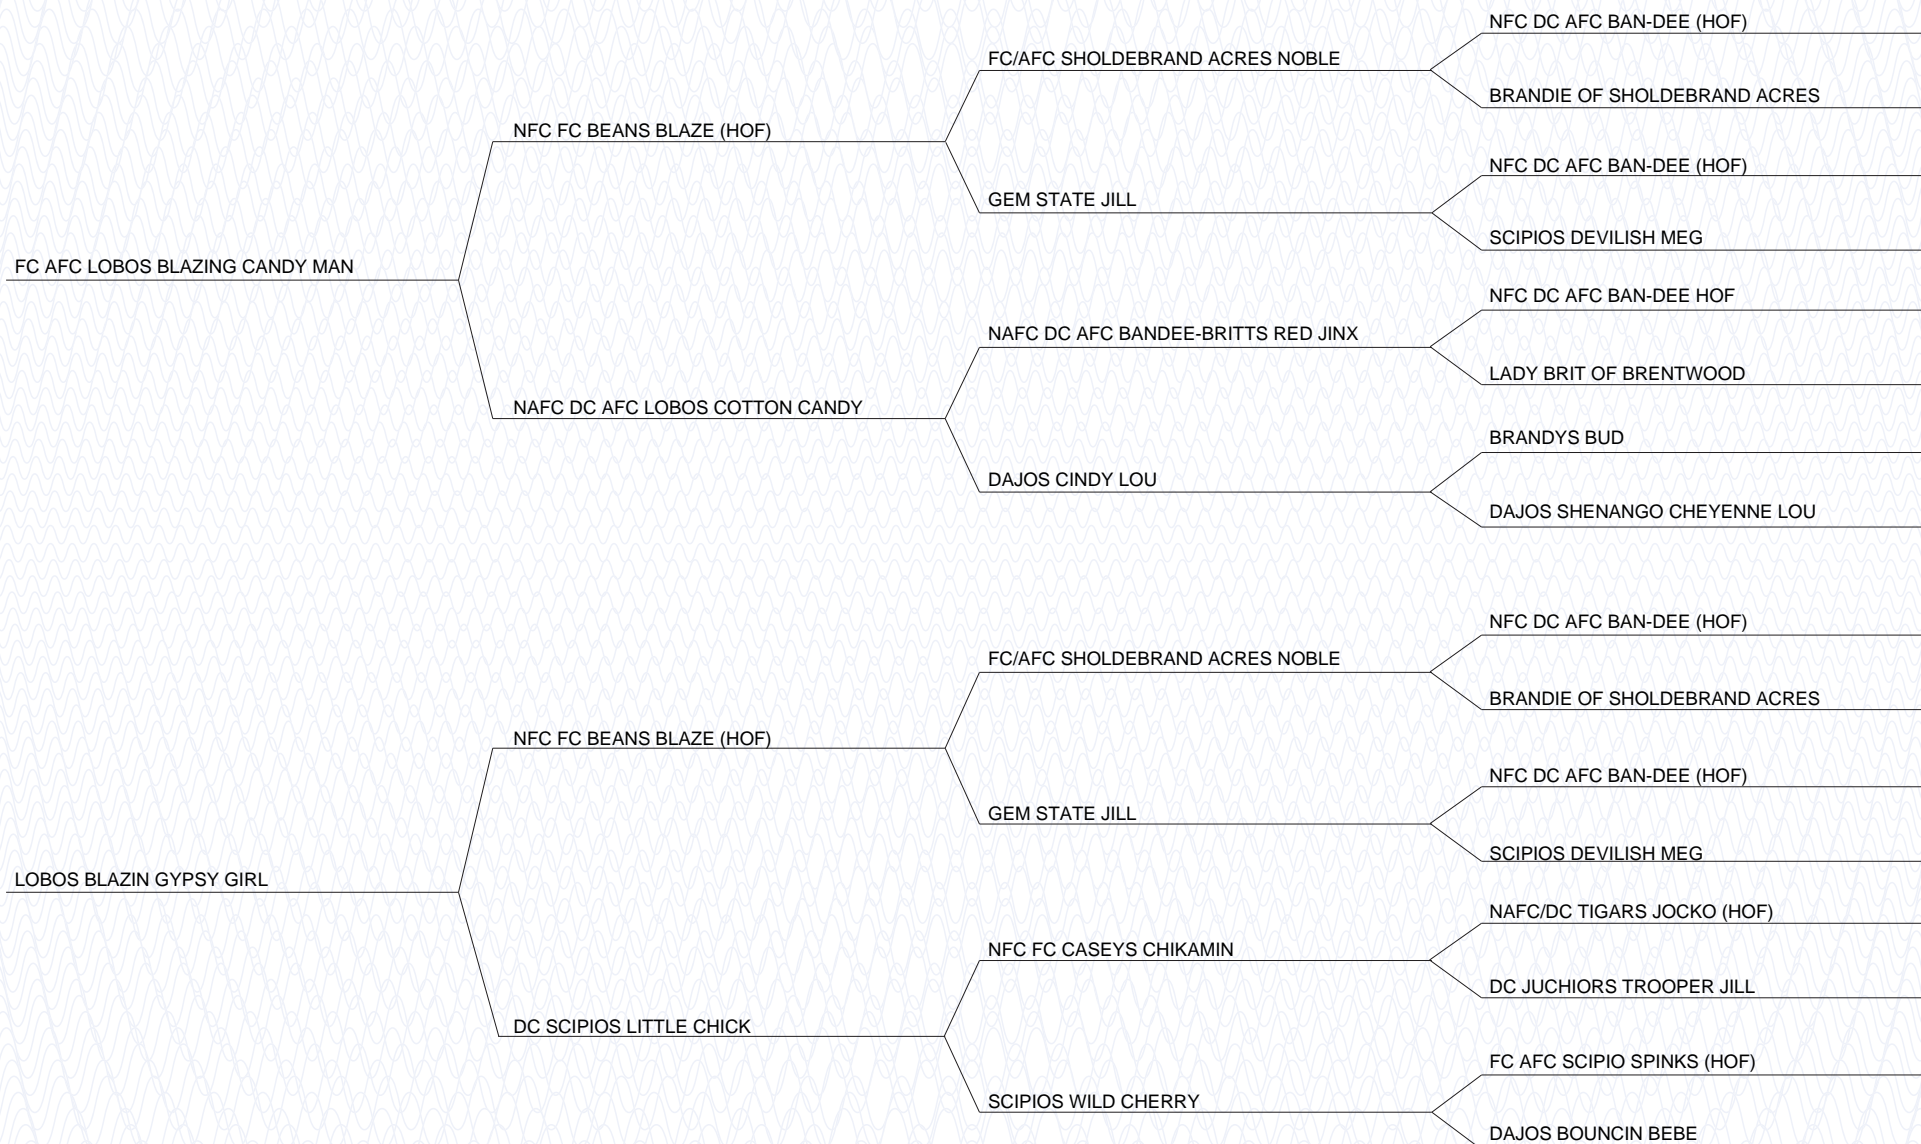 NFC DC AFC BAN-DEE (HOF)
FC/AFC SHOLDEBRAND ACRES NOBLE
BRANDIE OF SHOLDEBRAND ACRES
NFC FC BEANS BLAZE (HOF)
NFC DC AFC BAN-DEE (HOF)
GEM STATE JILL
SCIPIOS DEVILISH MEG
FC AFC LOBOS BLAZING CANDY MAN
NFC DC AFC BAN-DEE HOF
NAFC DC AFC BANDEE-BRITTS RED JINX
LADY BRIT OF BRENTWOOD
NAFC DC AFC LOBOS COTTON CANDY
BRANDYS BUD
DAJOS CINDY LOU
DAJOS SHENANGO CHEYENNE LOU
NFC DC AFC BAN-DEE (HOF)
FC/AFC SHOLDEBRAND ACRES NOBLE
BRANDIE OF SHOLDEBRAND ACRES
NFC FC BEANS BLAZE (HOF)
NFC DC AFC BAN-DEE (HOF)
GEM STATE JILL
SCIPIOS DEVILISH MEG
LOBOS BLAZIN GYPSY GIRL
NAFC/DC TIGARS JOCKO (HOF)
NFC FC CASEYS CHIKAMIN
DC JUCHIORS TROOPER JILL
DC SCIPIOS LITTLE CHICK
FC AFC SCIPIO SPINKS (HOF)
SCIPIOS WILD CHERRY
DAJOS BOUNCIN BEBE